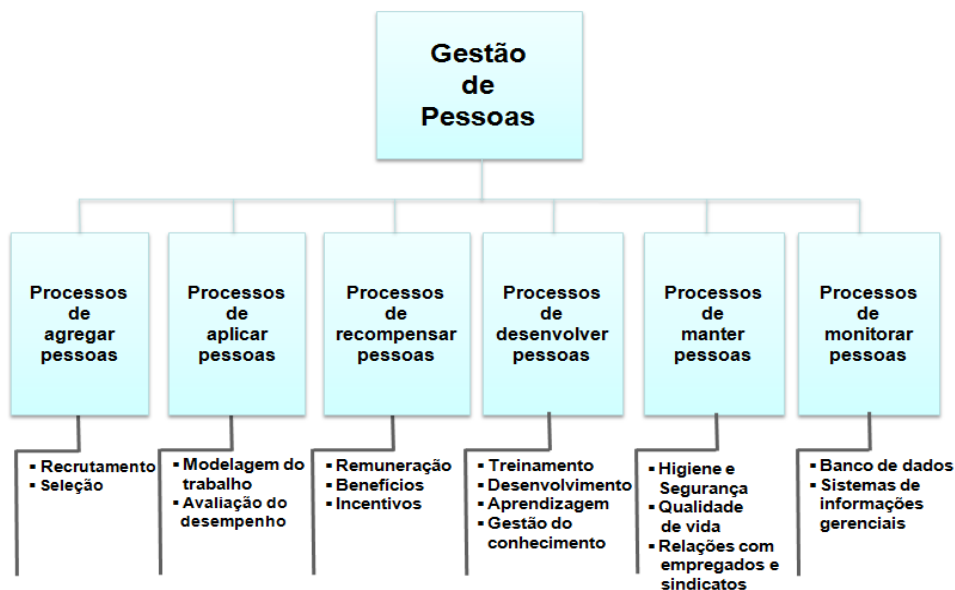 Gestão
de
Pessoas
Processos
de
agregar
pessoas
Processos
de
aplicar
pessoas
Processos
de
recompensar
pessoas
Processos
de
desenvolver
pessoas
Processos
de
manter
pessoas
Processos
de
monitorar
pessoas
▪ Recrutamento
▪ Seleção
▪ Modelagem do
trabalho
▪ Avaliação do
desempenho
▪ Remuneração
▪ Benefícios
▪ Incentivos
▪ Treinamento
▪ Desenvolvimento
▪ Aprendizagem
▪ Gestão do
conhecimento
▪ Higiene e
Segurança
▪ Qualidade
de vida
▪ Relações com
empregados e
sindicatos
▪ Banco de dados
▪ Sistemas de
informações
gerenciais